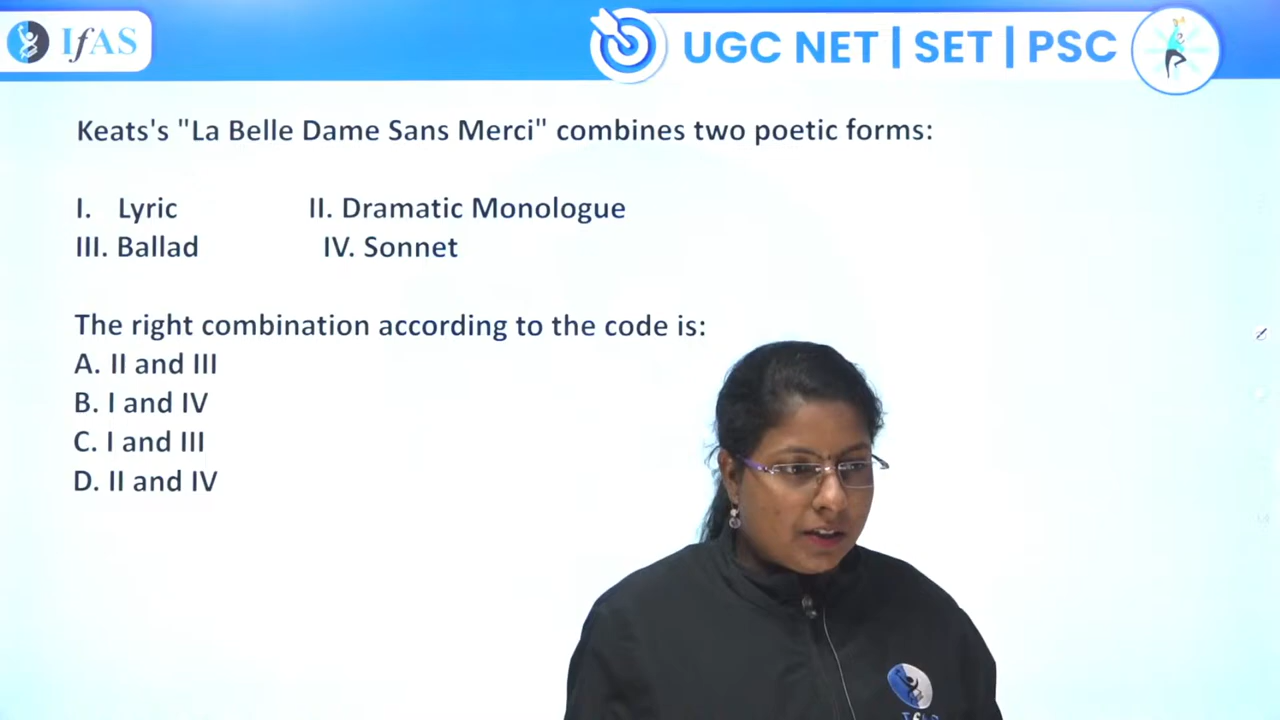 IfAS
UGC NET | SET | PSC
Keats's "La Belle Dame Sans Merci" combines two poetic forms:
I. Lyric II. Dramatic Monologue
III. Ballad IV. Sonnet
The right combination according to the code is:
A. II and III
B. I and IV
C. I and III
D. II and IV
IfAS